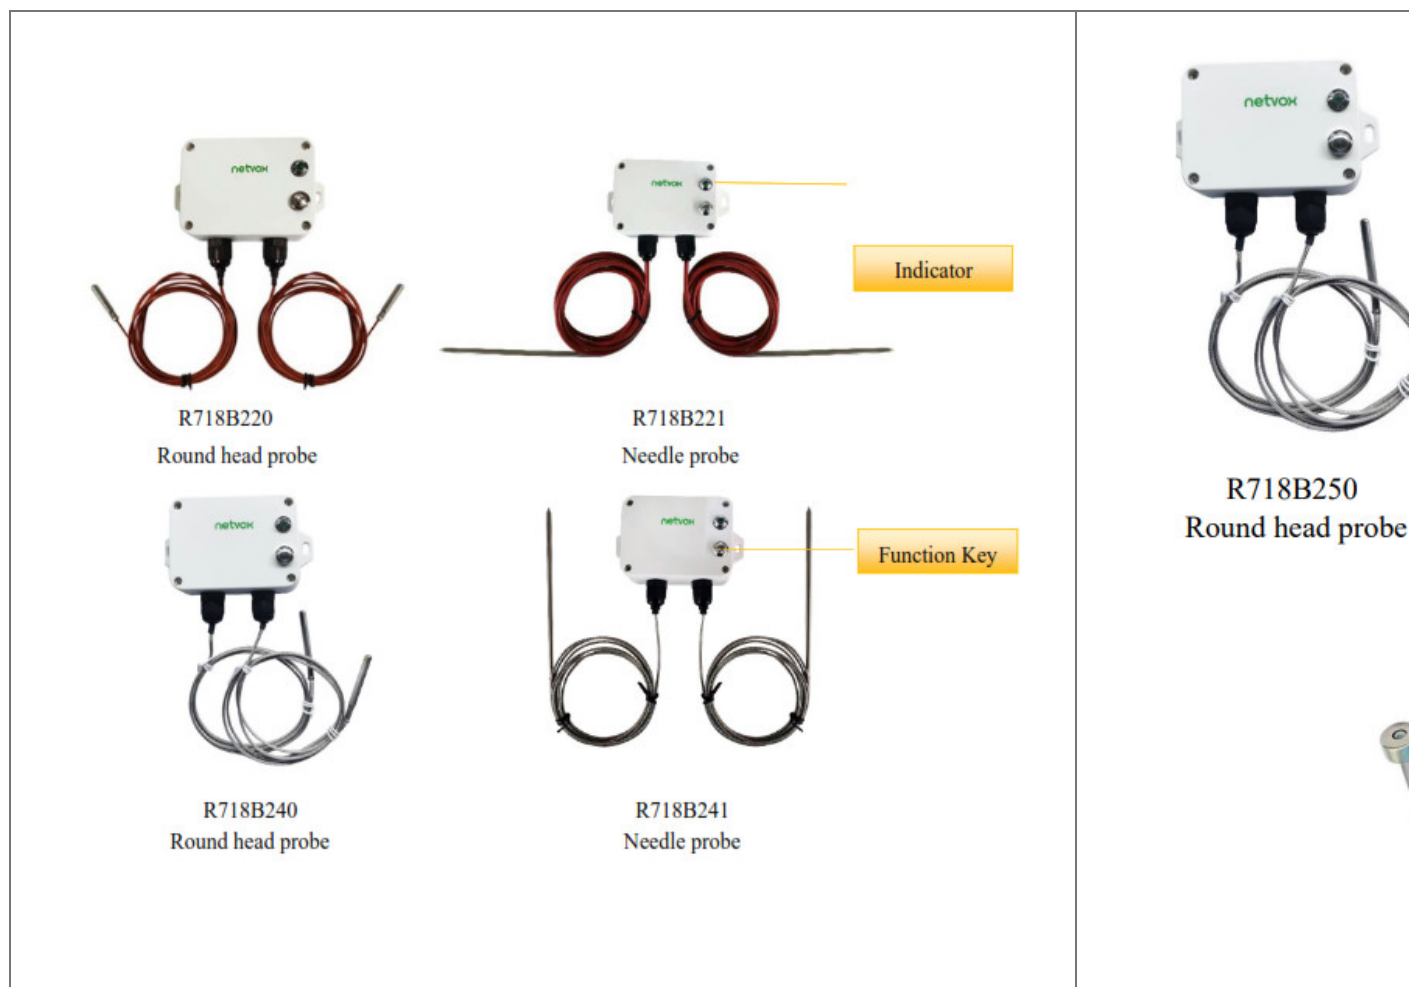 netvox
netvox
Indicator
R718B220
Round head probe
R718B221
Needle probe
netvox
netvox
Function Key
R718B240
Round head probe
R718B241
Needle probe
netvox
R718B250
Round head probe